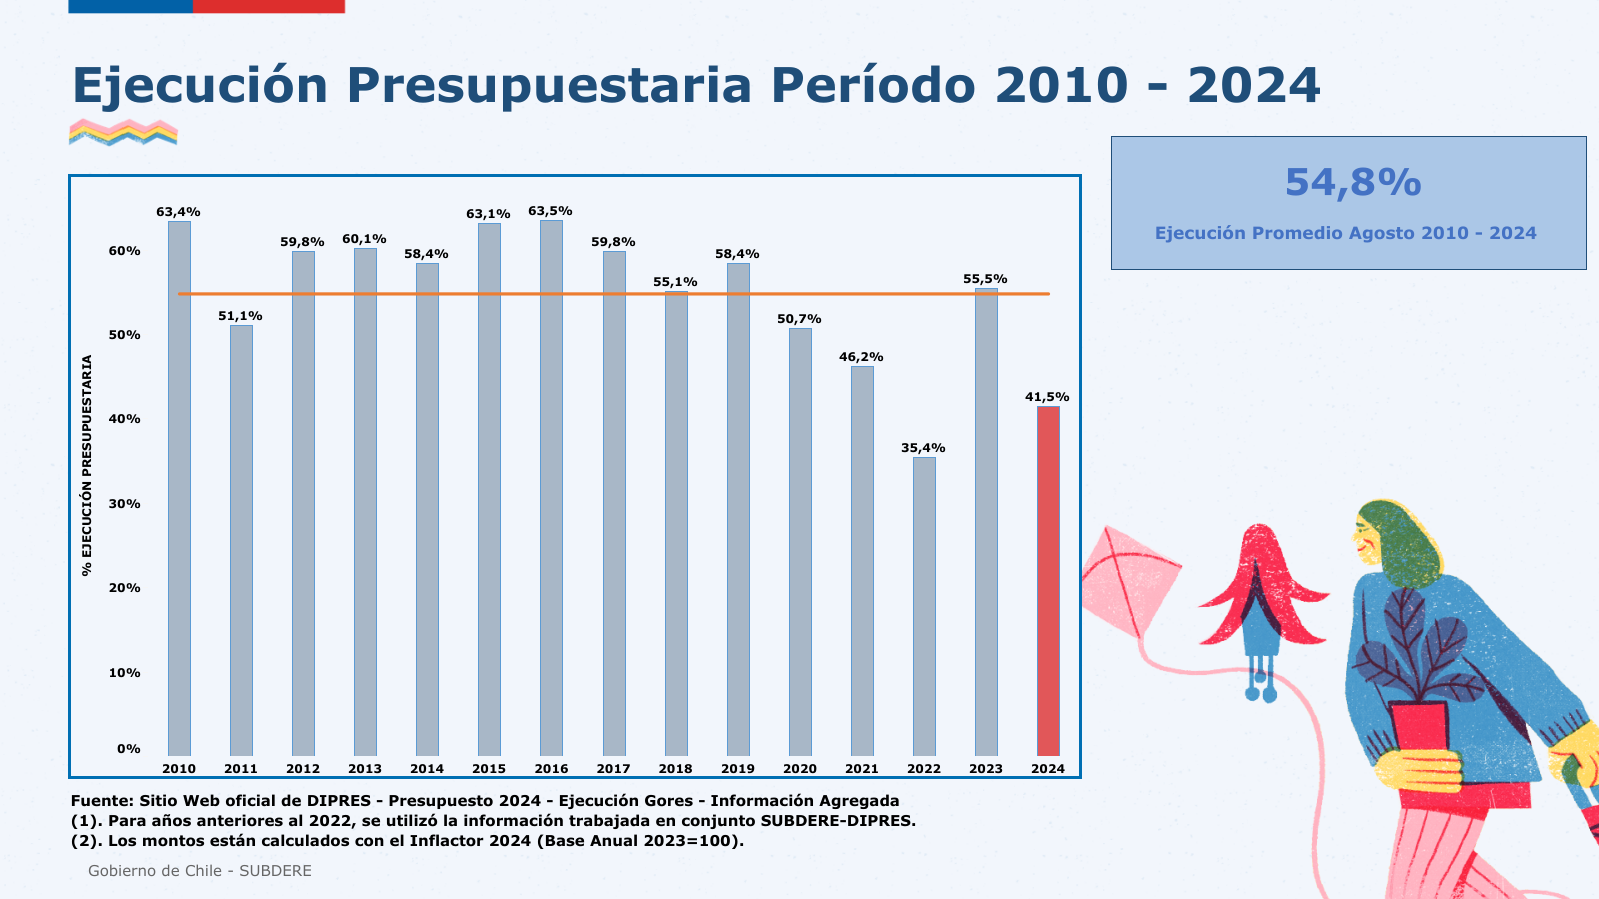 Ejecución Presupuestaria Período 2010 - 2024
54,8%
Ejecución Promedio Agosto 2010 - 2024
% EJECUCIÓN PRESUPUESTARIA
60%
50%
40%
30%
20%
10%
0%
63,4%
51,1%
59,8%
60,1%
58,4%
63,1%
63,5%
59,8%
55,1%
58,4%
50,7%
46,2%
35,4%
55,5%
41,5%
2010 2011 2012 2013 2014 2015 2016 2017 2018 2019 2020 2021 2022 2023 2024
Fuente: Sitio Web oficial de DIPRES - Presupuesto 2024 - Ejecución Gores - Información Agregada
(1). Para años anteriores al 2022, se utilizó la información trabajada en conjunto SUBDERE-DIPRES.
(2). Los montos están calculados con el Inflactor 2024 (Base Anual 2023=100).
Gobierno de Chile - SUBDERE